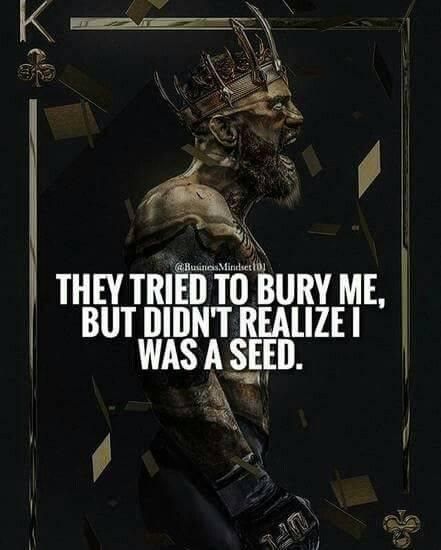 K
@BusinessMindset101
THEY TRIED TO BURY ME,
BUT DIDN'T REALIZE I
WAS A SEED.
UFC